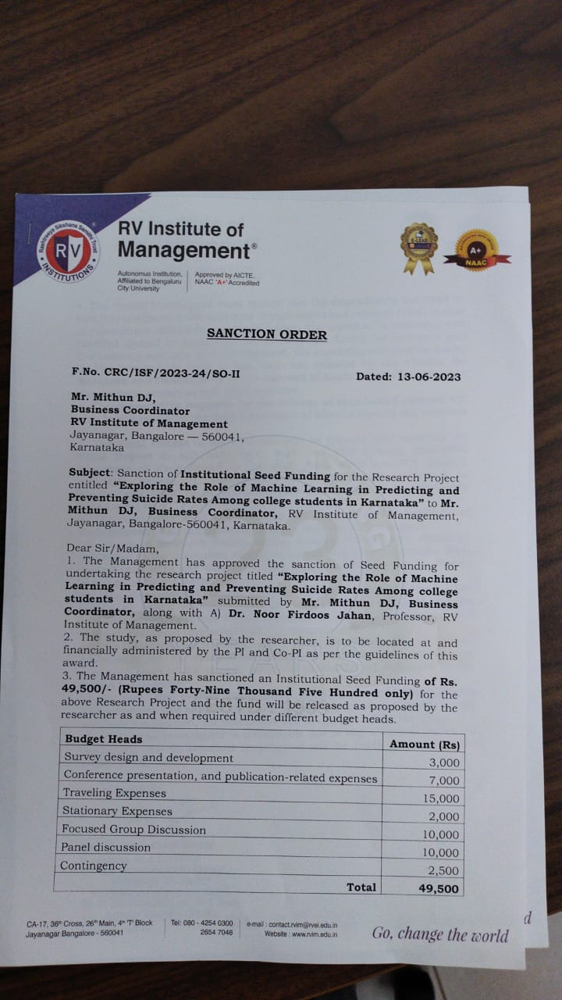 Rashtreeya Sikshana Samithi Trust
RV
INSTITUTIONS
RV Institute of
Management®
Autonomus Institution,
Affiliated to Bengaluru
City University
Approved by AICTE.
NAAC 'A+' Accredited
E-LEAD
A+
NAAC
SANCTION ORDER
F.No. CRC/ISF/2023-24/SO-II
Dated: 13-06-2023
Mr. Mithun DJ,
Business Coordinator
RV Institute of Management
Jayanagar, Bangalore — 560041,
Karnataka
Subject: Sanction of Institutional Seed Funding for the Research Project
entitled “Exploring the Role of Machine Learning in Predicting and
Preventing Suicide Rates Among college students in Karnataka” to Mr.
Mithun DJ, Business Coordinator, RV Institute of Management,
Jayanagar, Bangalore-560041, Karnataka.
Dear Sir/Madam,
1. The Management has approved the sanction of Seed Funding for
undertaking the research project titled “Exploring the Role of Machine
Learning in Predicting and Preventing Suicide Rates Among college
students in Karnataka” submitted by Mr. Mithun DJ, Business
Coordinator, along with A) Dr. Noor Firdoos Jahan, Professor, RV
Institute of Management.
2. The study, as proposed by the researcher, is to be located at and
financially administered by the PI and Co-PI as per the guidelines of this
award.
3. The Management has sanctioned an Institutional Seed Funding of Rs.
49,500/- (Rupees Forty-Nine Thousand Five Hundred only) for the
above Research Project and the fund will be released as proposed by the
researcher as and when required under different budget heads.
Budget Heads Amount (Rs)
Survey design and development 3,000
Conference presentation, and publication-related expenses 7,000
Traveling Expenses 15,000
Stationary Expenses 2,000
Focused Group Discussion 10,000
Panel discussion 10,000
Contingency 2,500
Total 49,500
CA-17, 36th Cross, 26th Main, 4th 'T' Block
Jayanagar Bangalore - 560041
Tel: 080 - 4254 0300
2654 7048
e-mail : contact.rvim@rvei.edu.in
Website : www.rvim.edu.in
Go, change the world
d